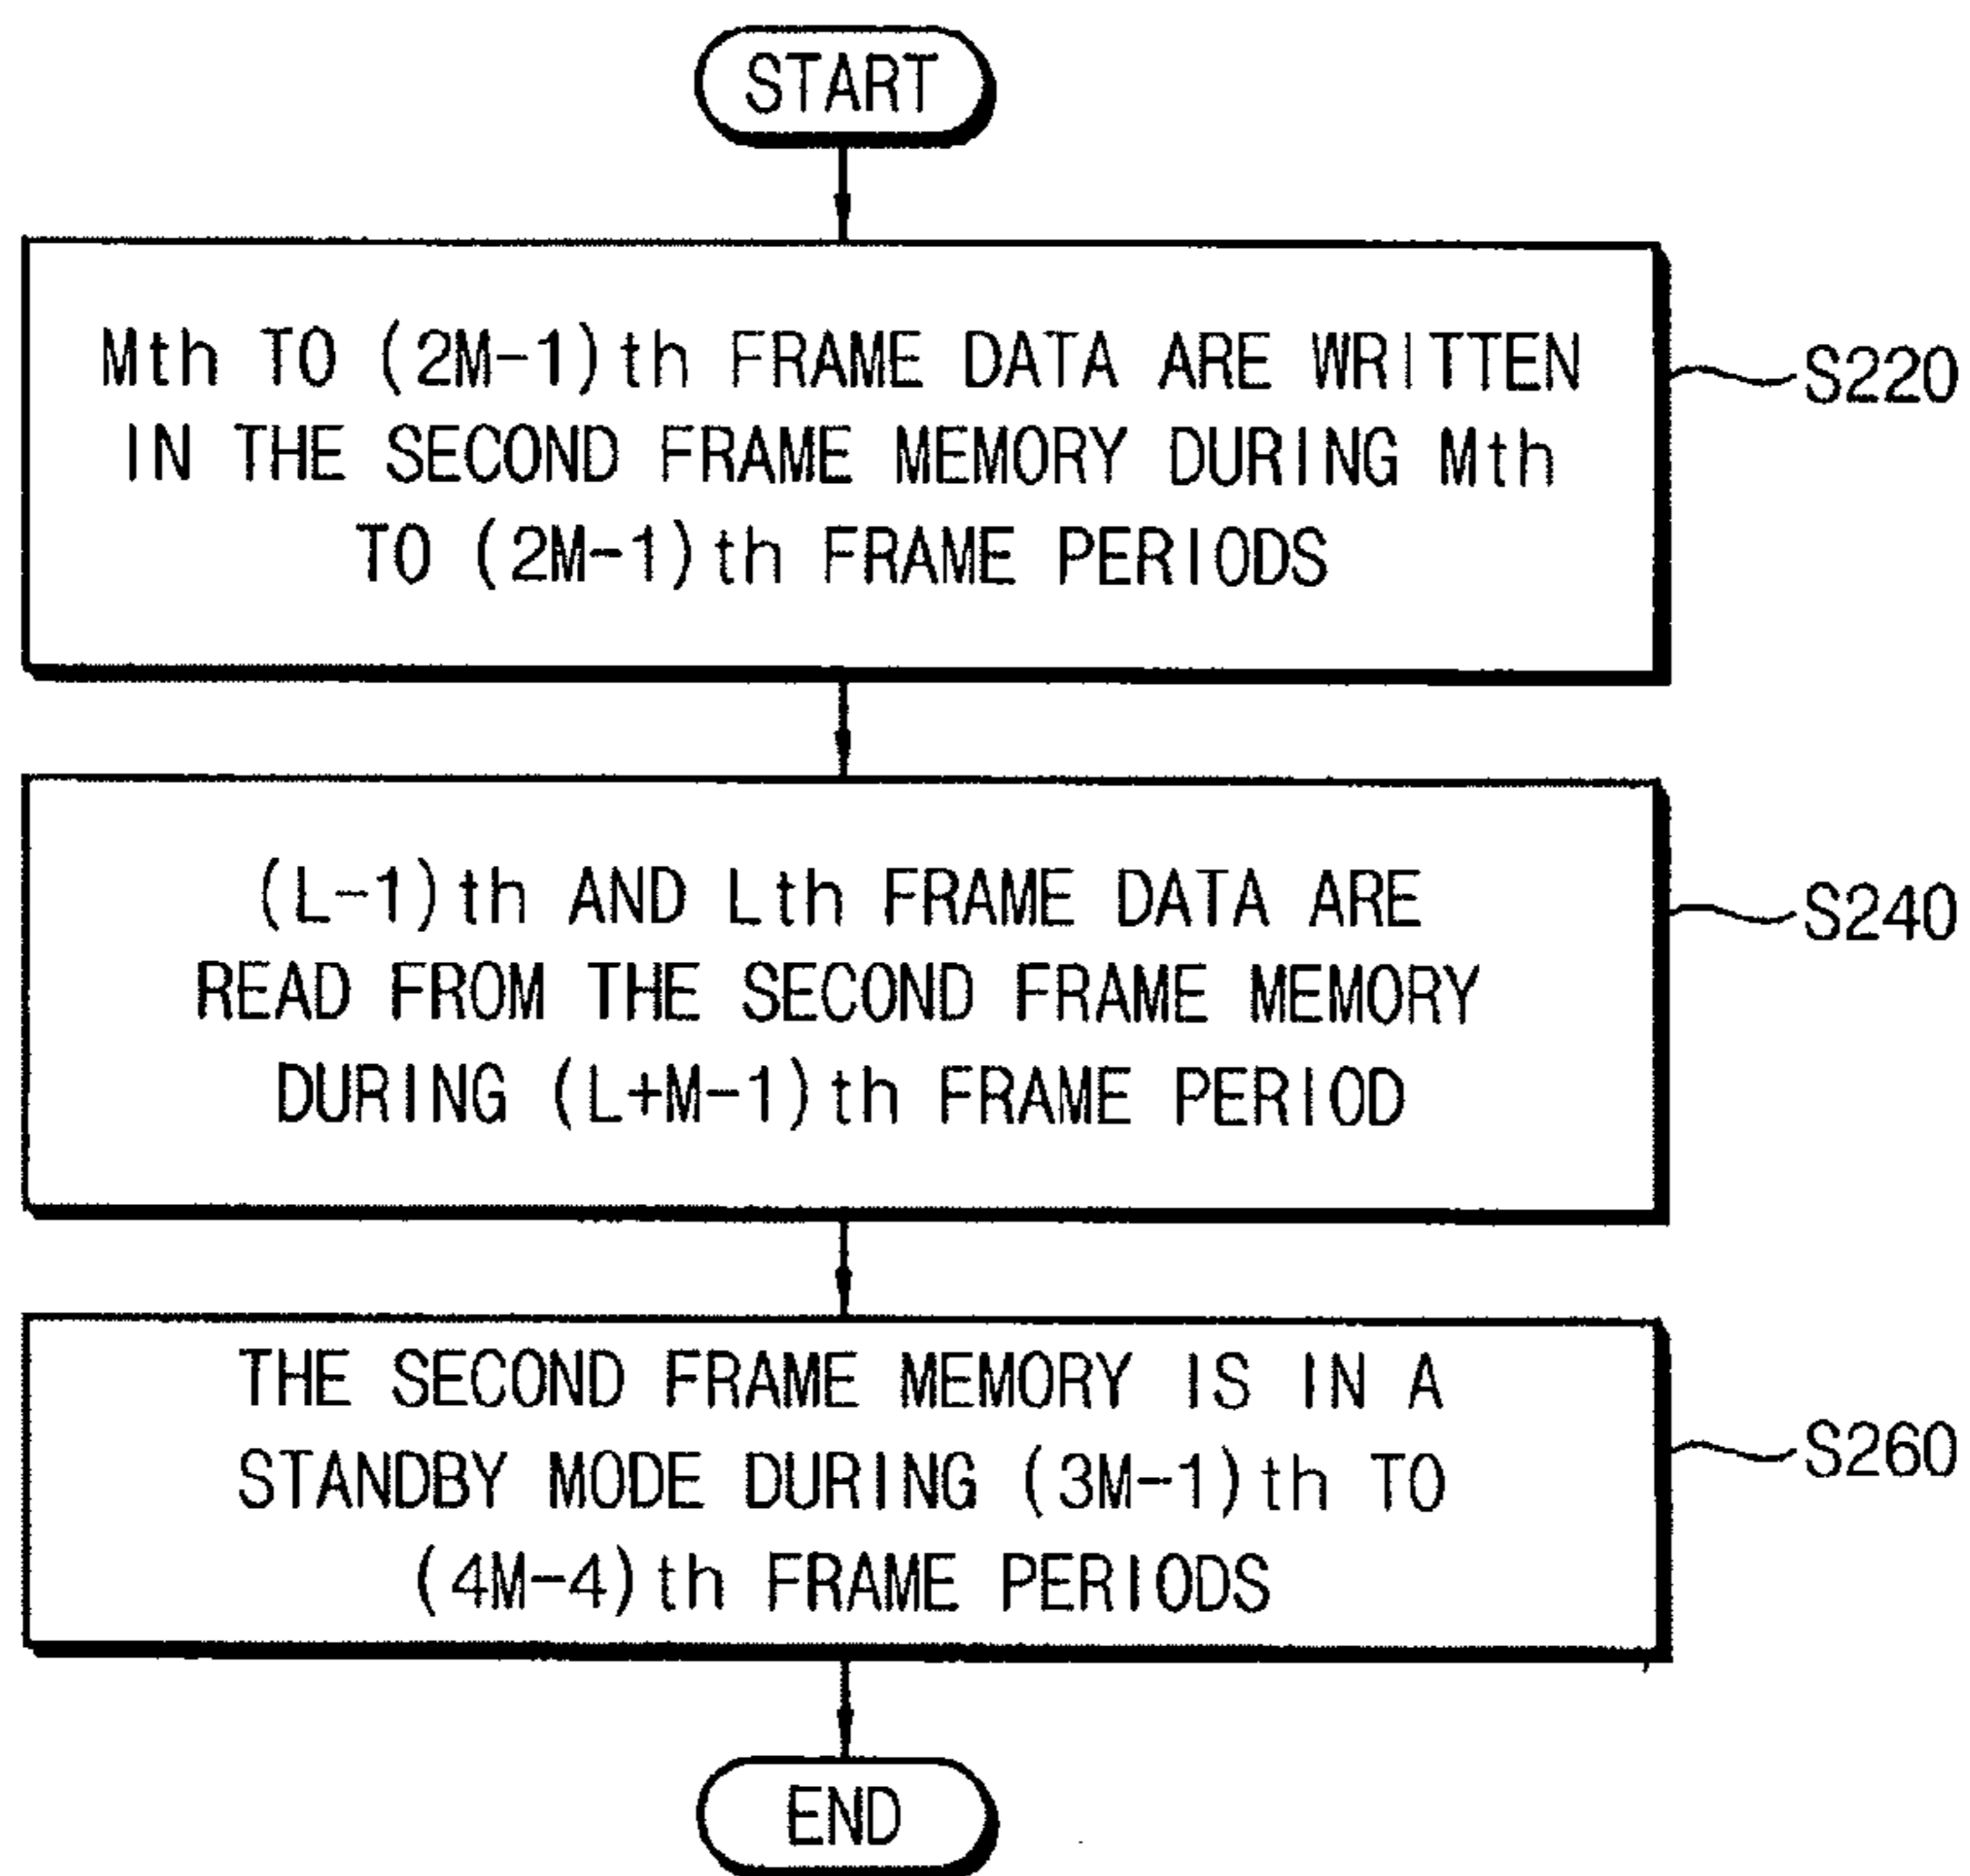 START
Mth TO (2M-1)th FRAME DATA ARE WRITTEN
IN THE SECOND FRAME MEMORY DURING Mth
TO (2M-1)th FRAME PERIODS
S220
(L-1)th AND Lth FRAME DATA ARE
READ FROM THE SECOND FRAME MEMORY
DURING (L+M-1)th FRAME PERIOD
S240
THE SECOND FRAME MEMORY IS IN A
STANDBY MODE DURING (3M-1)th TO
(4M-4)th FRAME PERIODS
S260
END